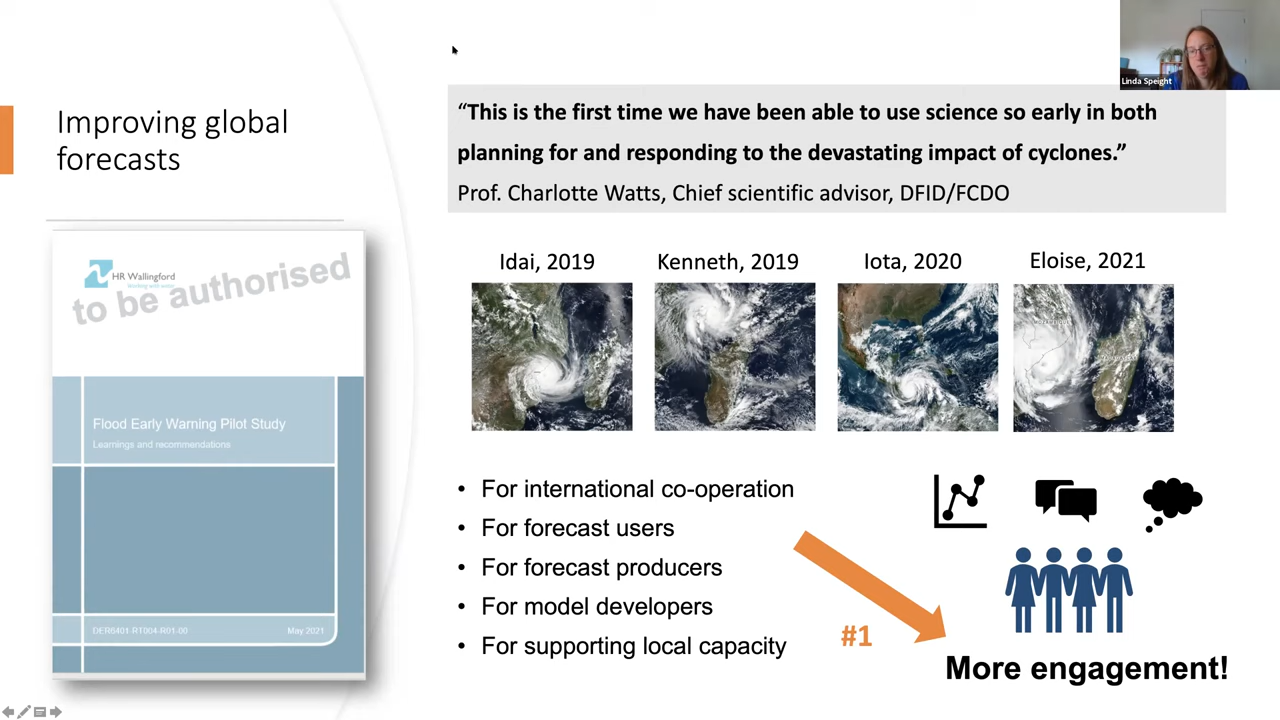 Linda Speight
Improving global
forecasts
“This is the first time we have been able to use science so early in both
planning for and responding to the devastating impact of cyclones.”
Prof. Charlotte Watts, Chief scientific advisor, DFID/FCDO
HR Wallingford
Working with water
to be authorised
Flood Early Warning Pilot Study
Learnings and recommendations
DER6401-RT004-R01-00
May 2021
Idai, 2019
Kenneth, 2019
Iota, 2020
Eloise, 2021
• For international co-operation
• For forecast users
• For forecast producers
• For model developers
• For supporting local capacity
#1
More engagement!